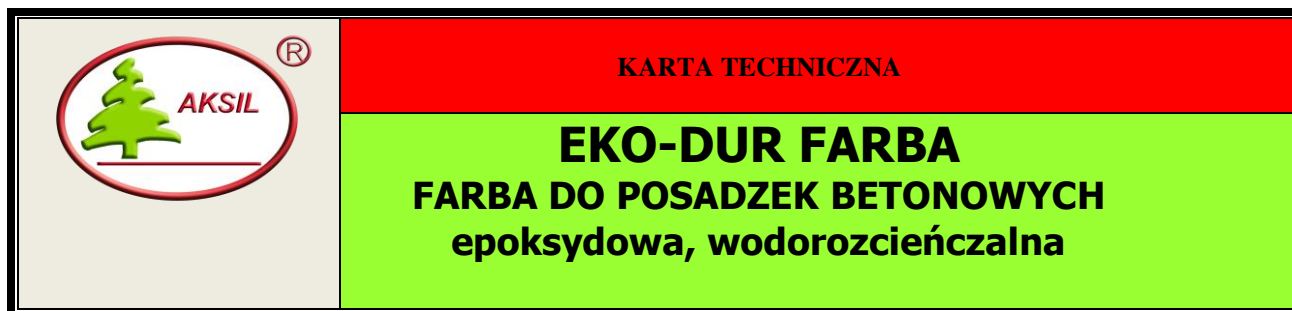 AKSIL
®
KARTA TECHNICZNA
EKO-DUR FARBA
FARBA DO POSADZEK BETONOWYCH
epoksydowa, wodorozcieńczalna